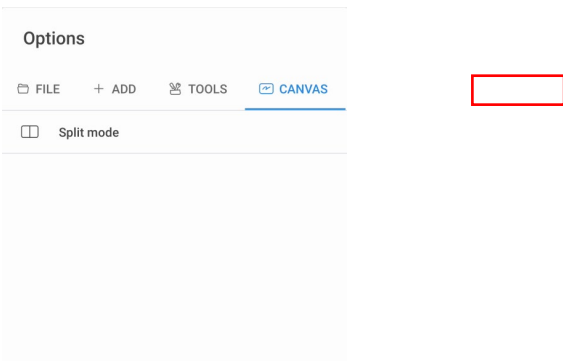 Options
FILE
ADD
TOOLS
CANVAS
Split mode